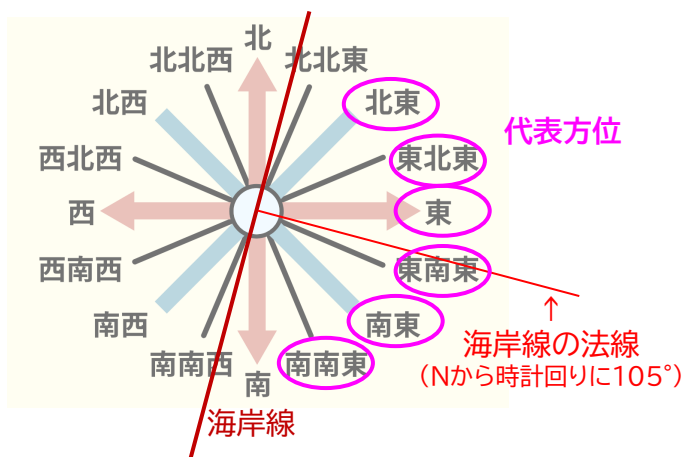 北
北北西
北北東
北西
北東
代表方位
西北西
東北東
西
東
西南西
東南東
南西
南東
↑
海岸線の法線
（Nから時計回りに105°）
南南西
南南東
南
海岸線